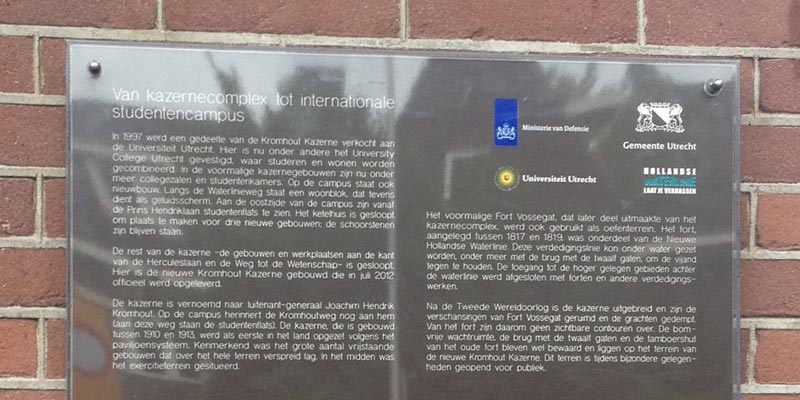 Van kazernecomplex tot internationale
studentencampus
In 1997 werd een gedeelte van de Kromhout Kazerne verkocht aan
de Universiteit Utrecht. Hier is nu onder andere het University
College Utrecht gevestigd, waar studeren en wonen worden
gecombineerd. In de voormalige kazernegebouwen zijn nu onder
meer collegezalen en studentenkamers. Op de campus staat ook
nieuwbouw. Langs de Waterlinieweg staat een woonblok, dat tevens
dient als geluidsscherm. Aan de oostzijde van de campus zijn vanaf
de Prins Hendriklaan studentenflats te zien. Het ketelhuis is gesloopt
om plaats te maken voor drie nieuwe gebouwen; de schoorstenen
zijn blijven staan.
De rest van de kazerne -de gebouwen en werkplaatsen aan de kant
van de Herculeslaan en de Weg tot de Wetenschap- is gesloopt.
Hier is de nieuwe Kromhout Kazerne gebouwd die in juli 2012
officieel werd opgeleverd.
De kazerne is vernoemd naar luitenant-generaal Joachim Hendrik
Kromhout. Op de campus herinnert de Kromhoutweg nog aan hem
(aan deze weg staan de studentenflats). De kazerne, die is gebouwd
tussen 1910 en 1913, werd als eerste in het land opgezet volgens het
paviljoensysteem. Kenmerkend was het grote aantal vrijstaande
gebouwen dat over het hele terrein verspreid lag. In het midden was
het exercitieterrein gesitueerd.
Ministerie van Defensie
Gemeente Utrecht
Universiteit Utrecht
HOLLANDSE
WATERLINIE
LAAT JE VERRASSEN
Het voormalige Fort Vossegat, dat later deel uitmaakte van het
kazernecomplex, werd ook gebruikt als oefenterrein. Het fort,
aangelegd tussen 1817 en 1819, was onderdeel van de Nieuwe
Hollandse Waterlinie. Deze verdedigingslinie kon onder water gezet
worden, onder meer met de brug met de twaalf gaten, om de vijand
tegen te houden. De toegang tot de hoger gelegen gebieden achter
de waterlinie werd afgesloten met forten en andere verdedigings-
werken.
Na de Tweede Wereldoorlog is de kazerne uitgebreid en zijn de
verschansingen van Fort Vossegat geruimd en de grachten gedempt.
Van het fort zijn daarom geen zichtbare contouren over. De bom-
vrije wachtruimte, de brug met de twaalf gaten en de tamboershut
van het oude fort bleven wel bewaard en liggen op het terrein van
de nieuwe Kromhout Kazerne. Dit terrein is tijdens bijzondere gelegen-
heden geopend voor publiek.